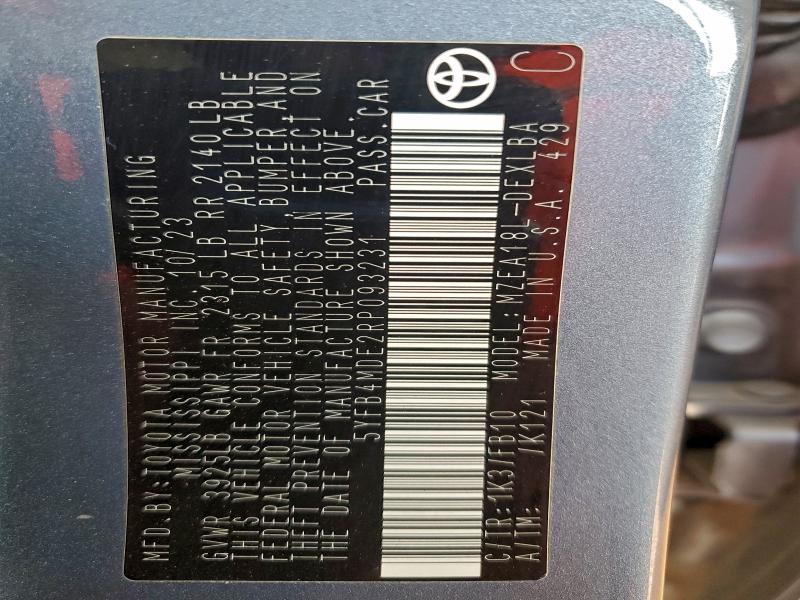 MFD.BY:TOYOTA MOTOR MANUFACTURING
MISSISSIPPI INC. 10/23
GVWR 3925LB GAWR FR 2315 LB RR 2140LB
THIS VEHICLE CONFORMS TO ALL APPLICABLE
FEDERAL MOTOR VEHICLE SAFETY BUMPER, AND
THEFT PREVENTION STANDARDS IN EFFECT ON
THE DATE OF MANUFACTURE SHOWN ABOVE.
5YFB4MDE2RP093231 PASS.CAR
C/TR:1K3/FB10 MODEL:MZEA18L-DEXLBA
A/TM: /K121 MADE IN U.S.A. 429 C